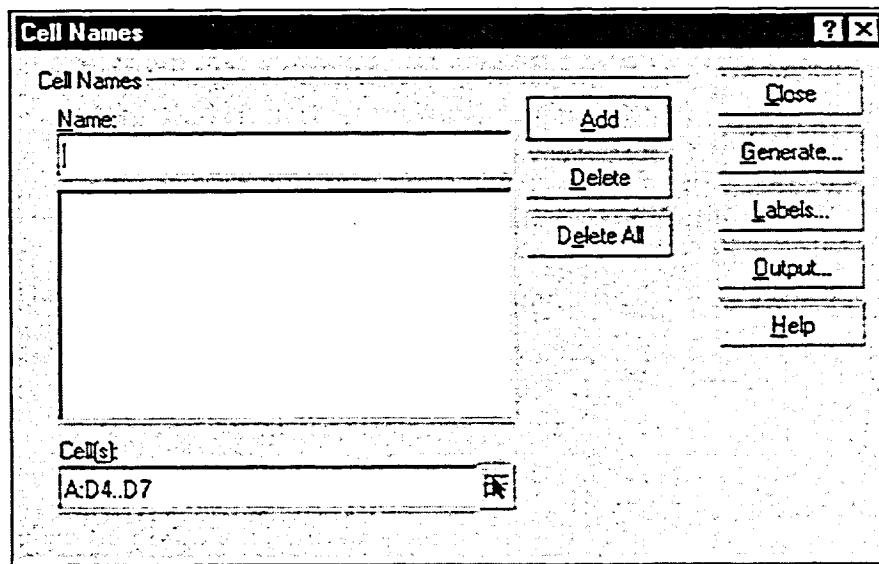 Cell Names
Cell Names
Name:
Add
Delete
Delete All
Close
Generate...
Labels...
Output...
Help
Cell(s):
A:D4..D7